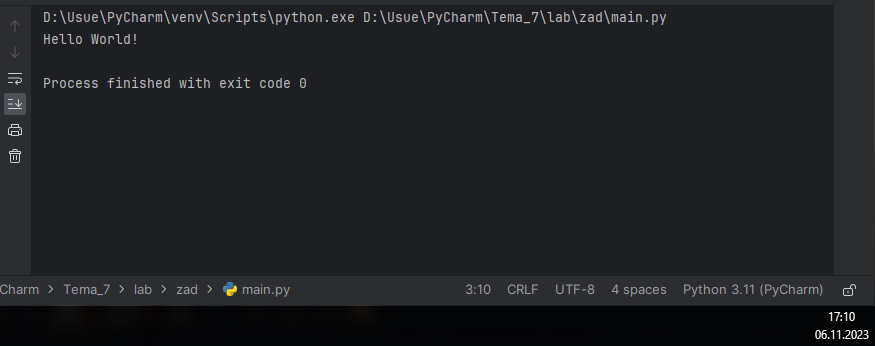 D:\Usue\PyCharm\venv\Scripts\python.exe D:\Usue\PyCharm\Tema_7\lab\zad\main.py
Hello World!
Process finished with exit code 0
Charm > Tema_7 > lab > zad > main.py 3:10 CRLF UTF-8 4 spaces Python 3.11 (PyCharm)
17:10
06.11.2023